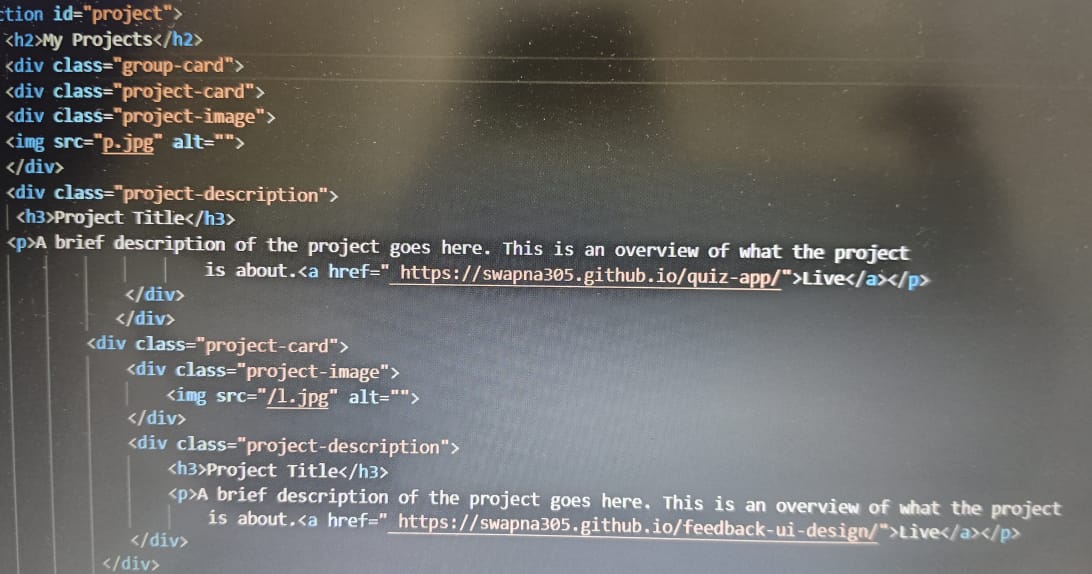 ction id="project">
<h2>My Projects</h2>
<div class="group-card">
<div class="project-card">
<div class="project-image">
<img src="p.jpg" alt="">
</div>
<div class="project-description">
<h3>Project Title</h3>
<p>A brief description of the project goes here. This is an overview of what the project
is about.<a href=" https://swapna305.github.io/quiz-app/">Live</a></p>
</div>
</div>
<div class="project-card">
<div class="project-image">
<img src="/l.jpg" alt="">
</div>
<div class="project-description">
<h3>Project Title</h3>
<p>A brief description of the project goes here. This is an overview of what the project
is about.<a href=" https://swapna305.github.io/feedback-ui-design/">Live</a></p>
</div>
</div>